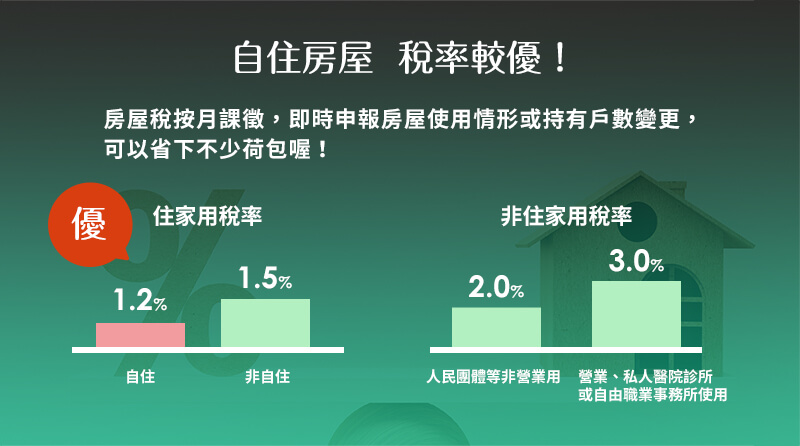 自住房屋 稅率較優！
房屋稅按月課徵，即時申報房屋使用情形或持有戶數變更，
可以省下不少荷包喔！
優
住家用稅率
1.2%
1.5%
自住
非自住
非住家用稅率
2.0%
3.0%
人民團體等非營業用
營業、私人醫院診所
或自由職業事務所使用